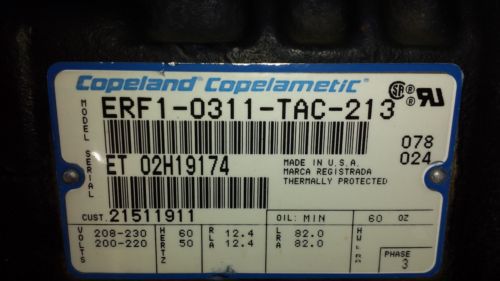 Copeland Copelametic®
MODEL ERF1-0311-TAC-213
SA ® ®
078
024
SERIAL ET 02H19174
MADE IN U.S.A.
MARCA REGISTRADA
THERMALLY PROTECTED
CUST. 21511911 OIL: MIN 60 OZ
VOLTS 208-230 HERTZ 60 RLA 12.4 LRA 82.0
200-220 50 12.4 82.0
PHASE
3